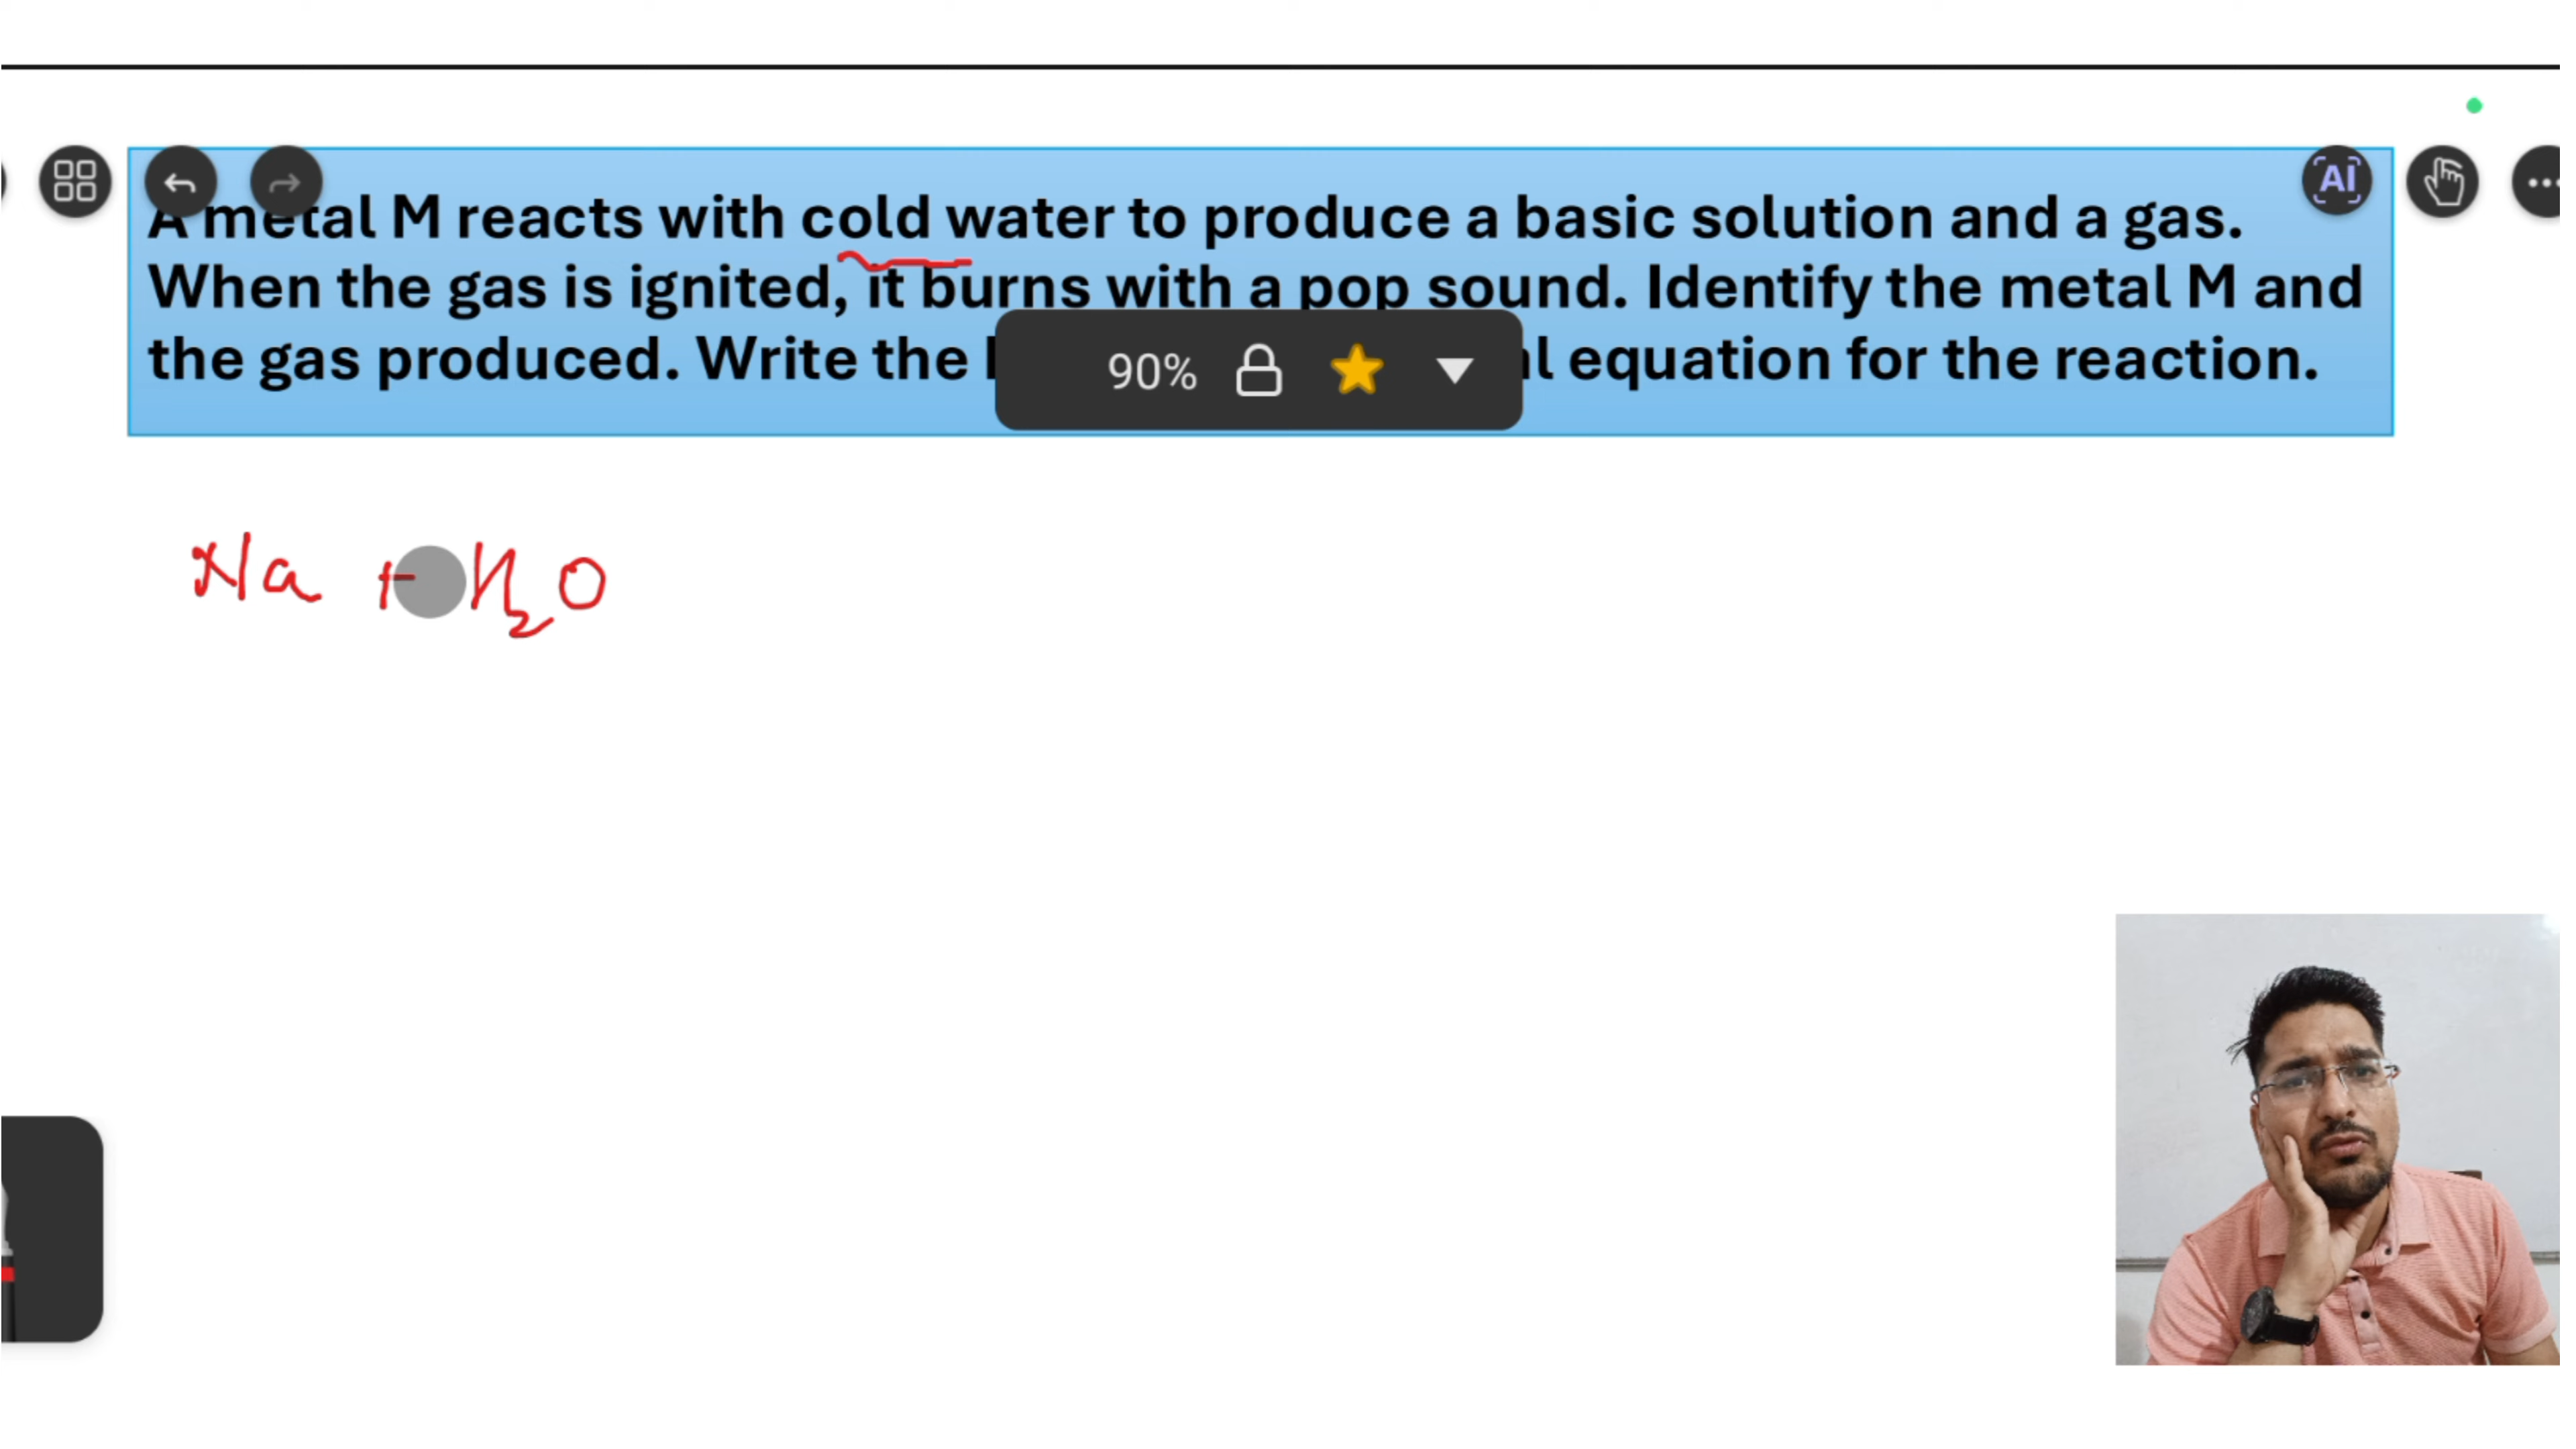 A metal M reacts with cold water to produce a basic solution and a gas.
When the gas is ignited, it burns with a pop sound. Identify the metal M and
the gas produced. Write the equation for the reaction.
90%
AI
Na + H₂O